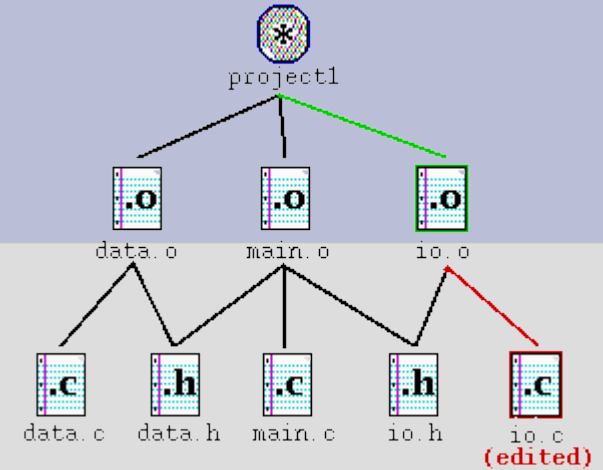 *
project1
.o .o .o
data.o main.o io.o
.c .h .c .h .c
data.c data.h main.c io.h io.c
(edited)